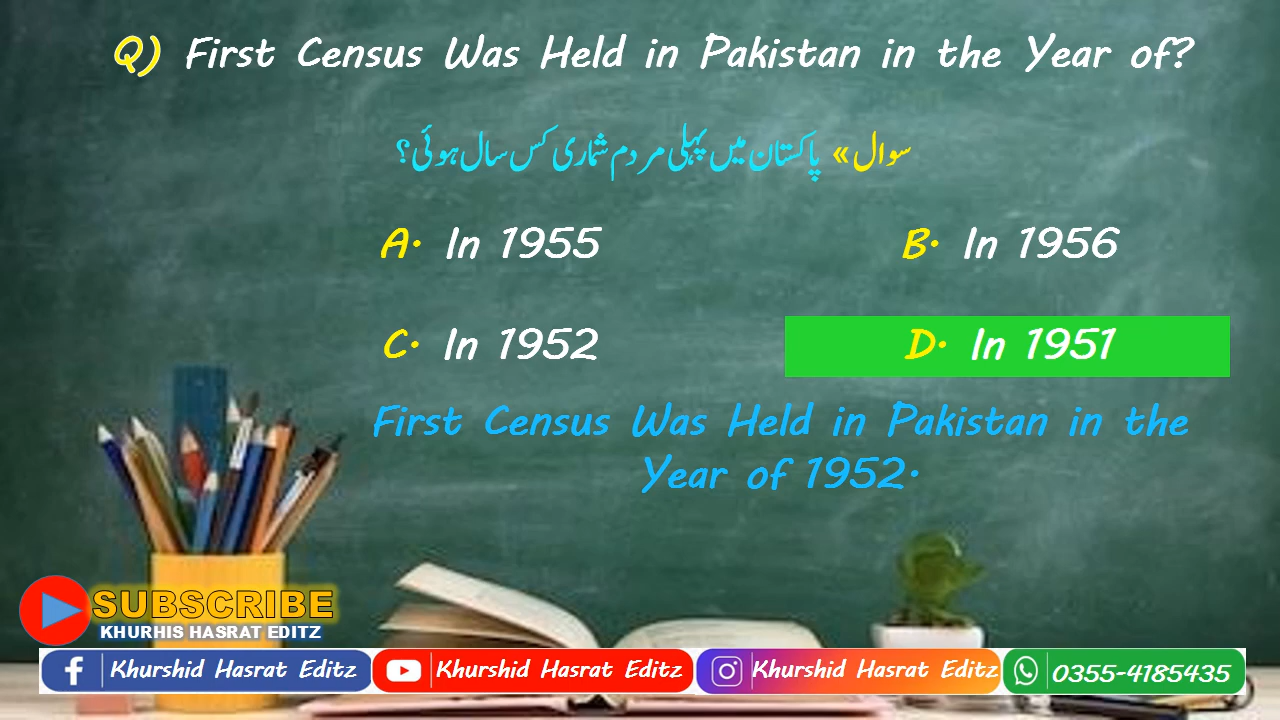 Q) First Census Was Held in Pakistan in the Year of?
سوال » پاکستان میں پہلی مردم شماری کس سال ہوئی؟
A. In 1955
B. In 1956
C. In 1952
D. In 1951
First Census Was Held in Pakistan in the
Year of 1952.
SUBSCRIBE
KHURHIS HASRAT EDITZ
Khurshid Hasrat Editz
Khurshid Hasrat Editz
Khurshid Hasrat Editz
0355-4185435